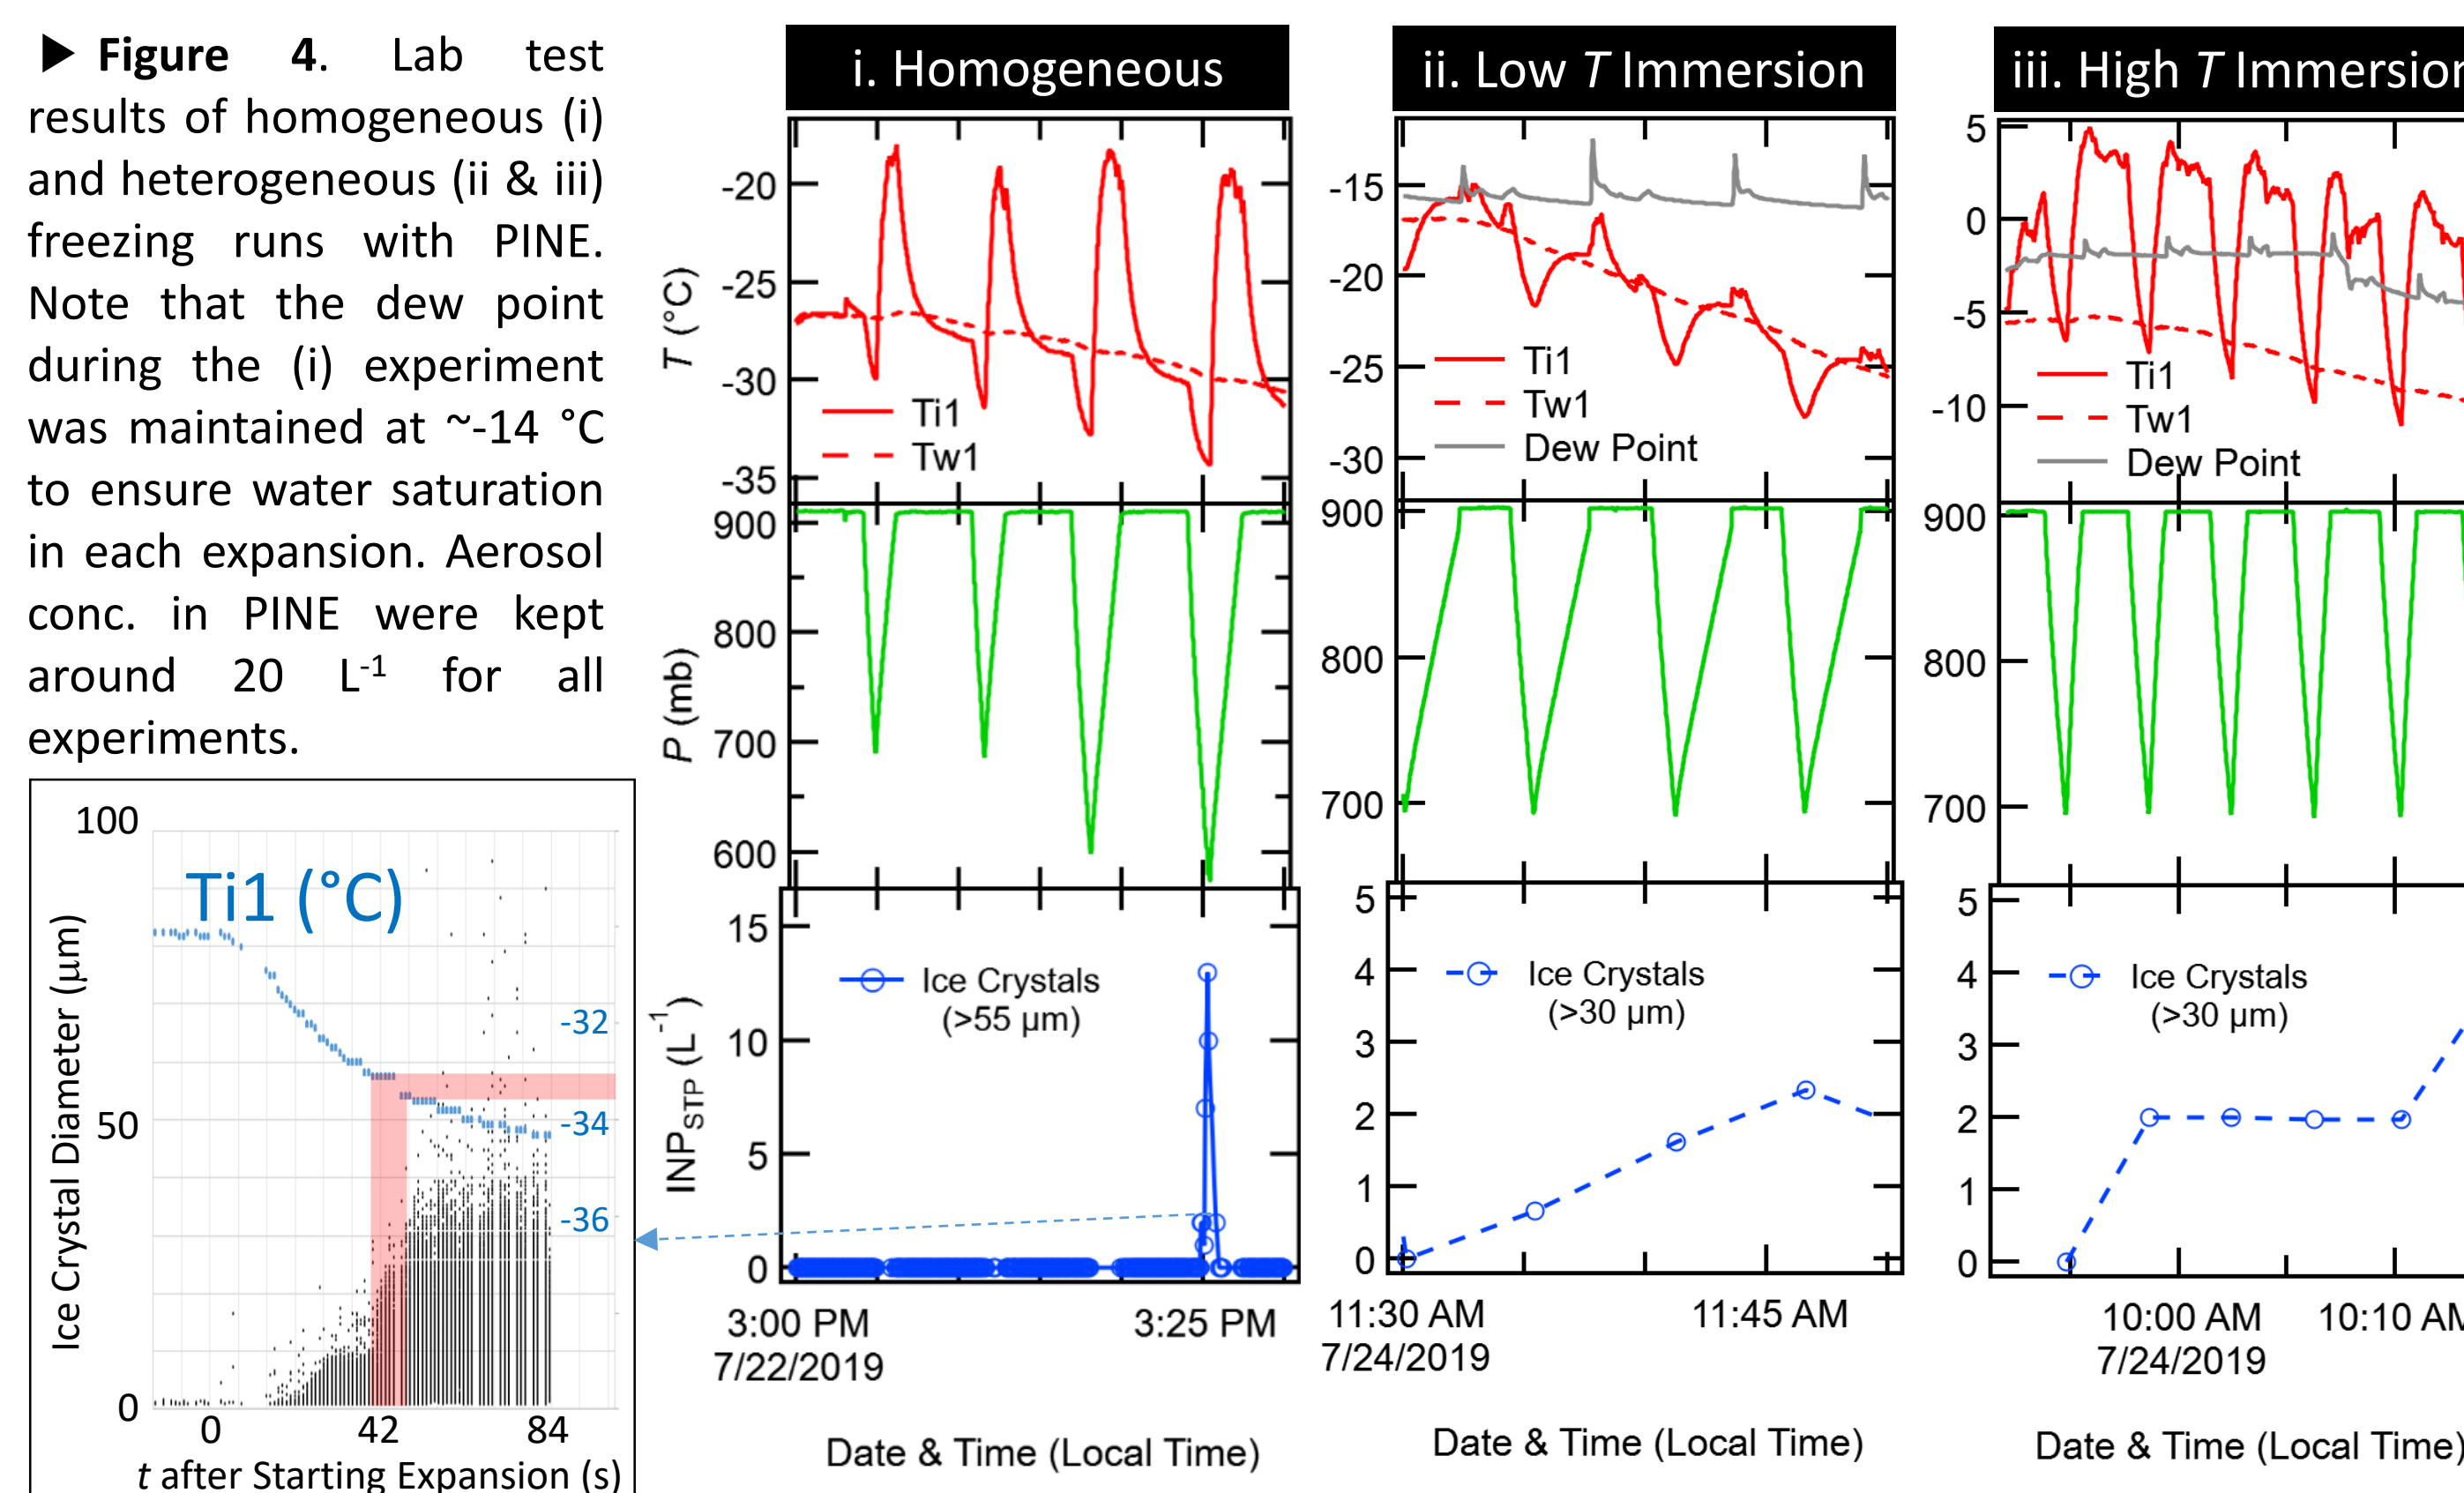 ▶ Figure 4. Lab test
results of homogeneous (i)
and heterogeneous (ii & iii)
freezing runs with PINE.
Note that the dew point
during the (i) experiment
was maintained at ~-14 °C
to ensure water saturation
in each expansion. Aerosol
conc. in PINE were kept
around 20 L-1 for all
experiments.
100
50
0
Ice Crystal Diameter (µm)
Ti1 (°C)
-32
-34
-36
0 42 84
t after Starting Expansion (s)
i. Homogeneous
T (°C)
-20
-25
-30
-35
Ti1
Tw1
P (mb)
900
800
700
600
INPSTP (L-1)
15
10
5
0
Ice Crystals
(>55 µm)
3:00 PM 3:25 PM
7/22/2019
Date & Time (Local Time)
ii. Low T Immersion
-15
-20
-25
-30
Ti1
Tw1
Dew Point
900
800
700
5
4
3
2
1
0
Ice Crystals
(>30 µm)
11:30 AM 11:45 AM
7/24/2019
Date & Time (Local Time)
iii. High T Immersion
5
0
-5
-10
Ti1
Tw1
Dew Point
900
800
700
5
4
3
2
1
0
Ice Crystals
(>30 µm)
10:00 AM 10:10 AM
7/24/2019
Date & Time (Local Time)